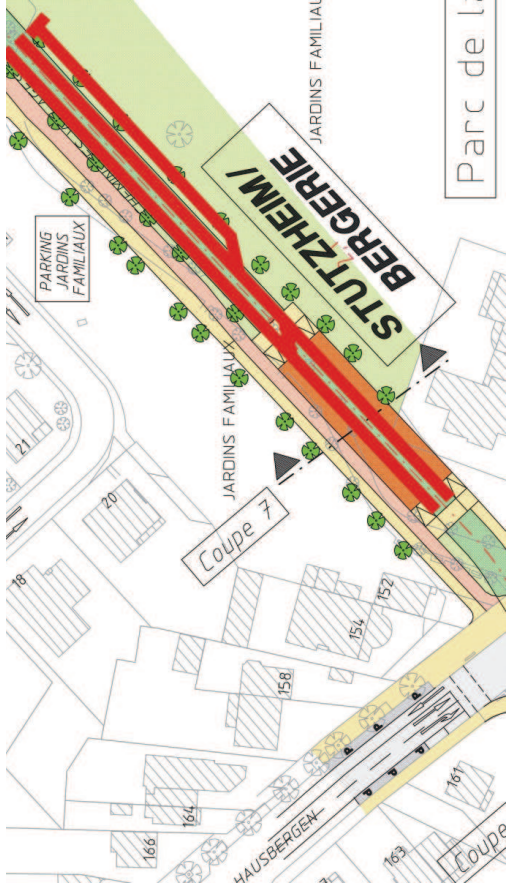 JARDINS FAMILIAU
Parc de la
STUTZHEIM/
BERGERIE
PARKING
JARDINS
FAMILIAUX
JARDINS FAMILIAUX
21
20
18
Coupe 7
152
154
158
164
166
P
P
P
P
P
P
161
163
HAUSBERGEN
Coupe